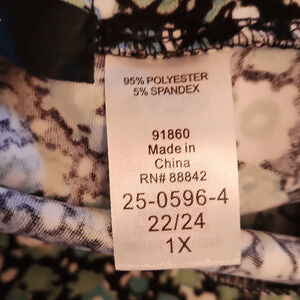 95% POLYESTER
5% SPANDEX
91860
Made in
China
RN# 88842
25-0596-4
22/24
1X